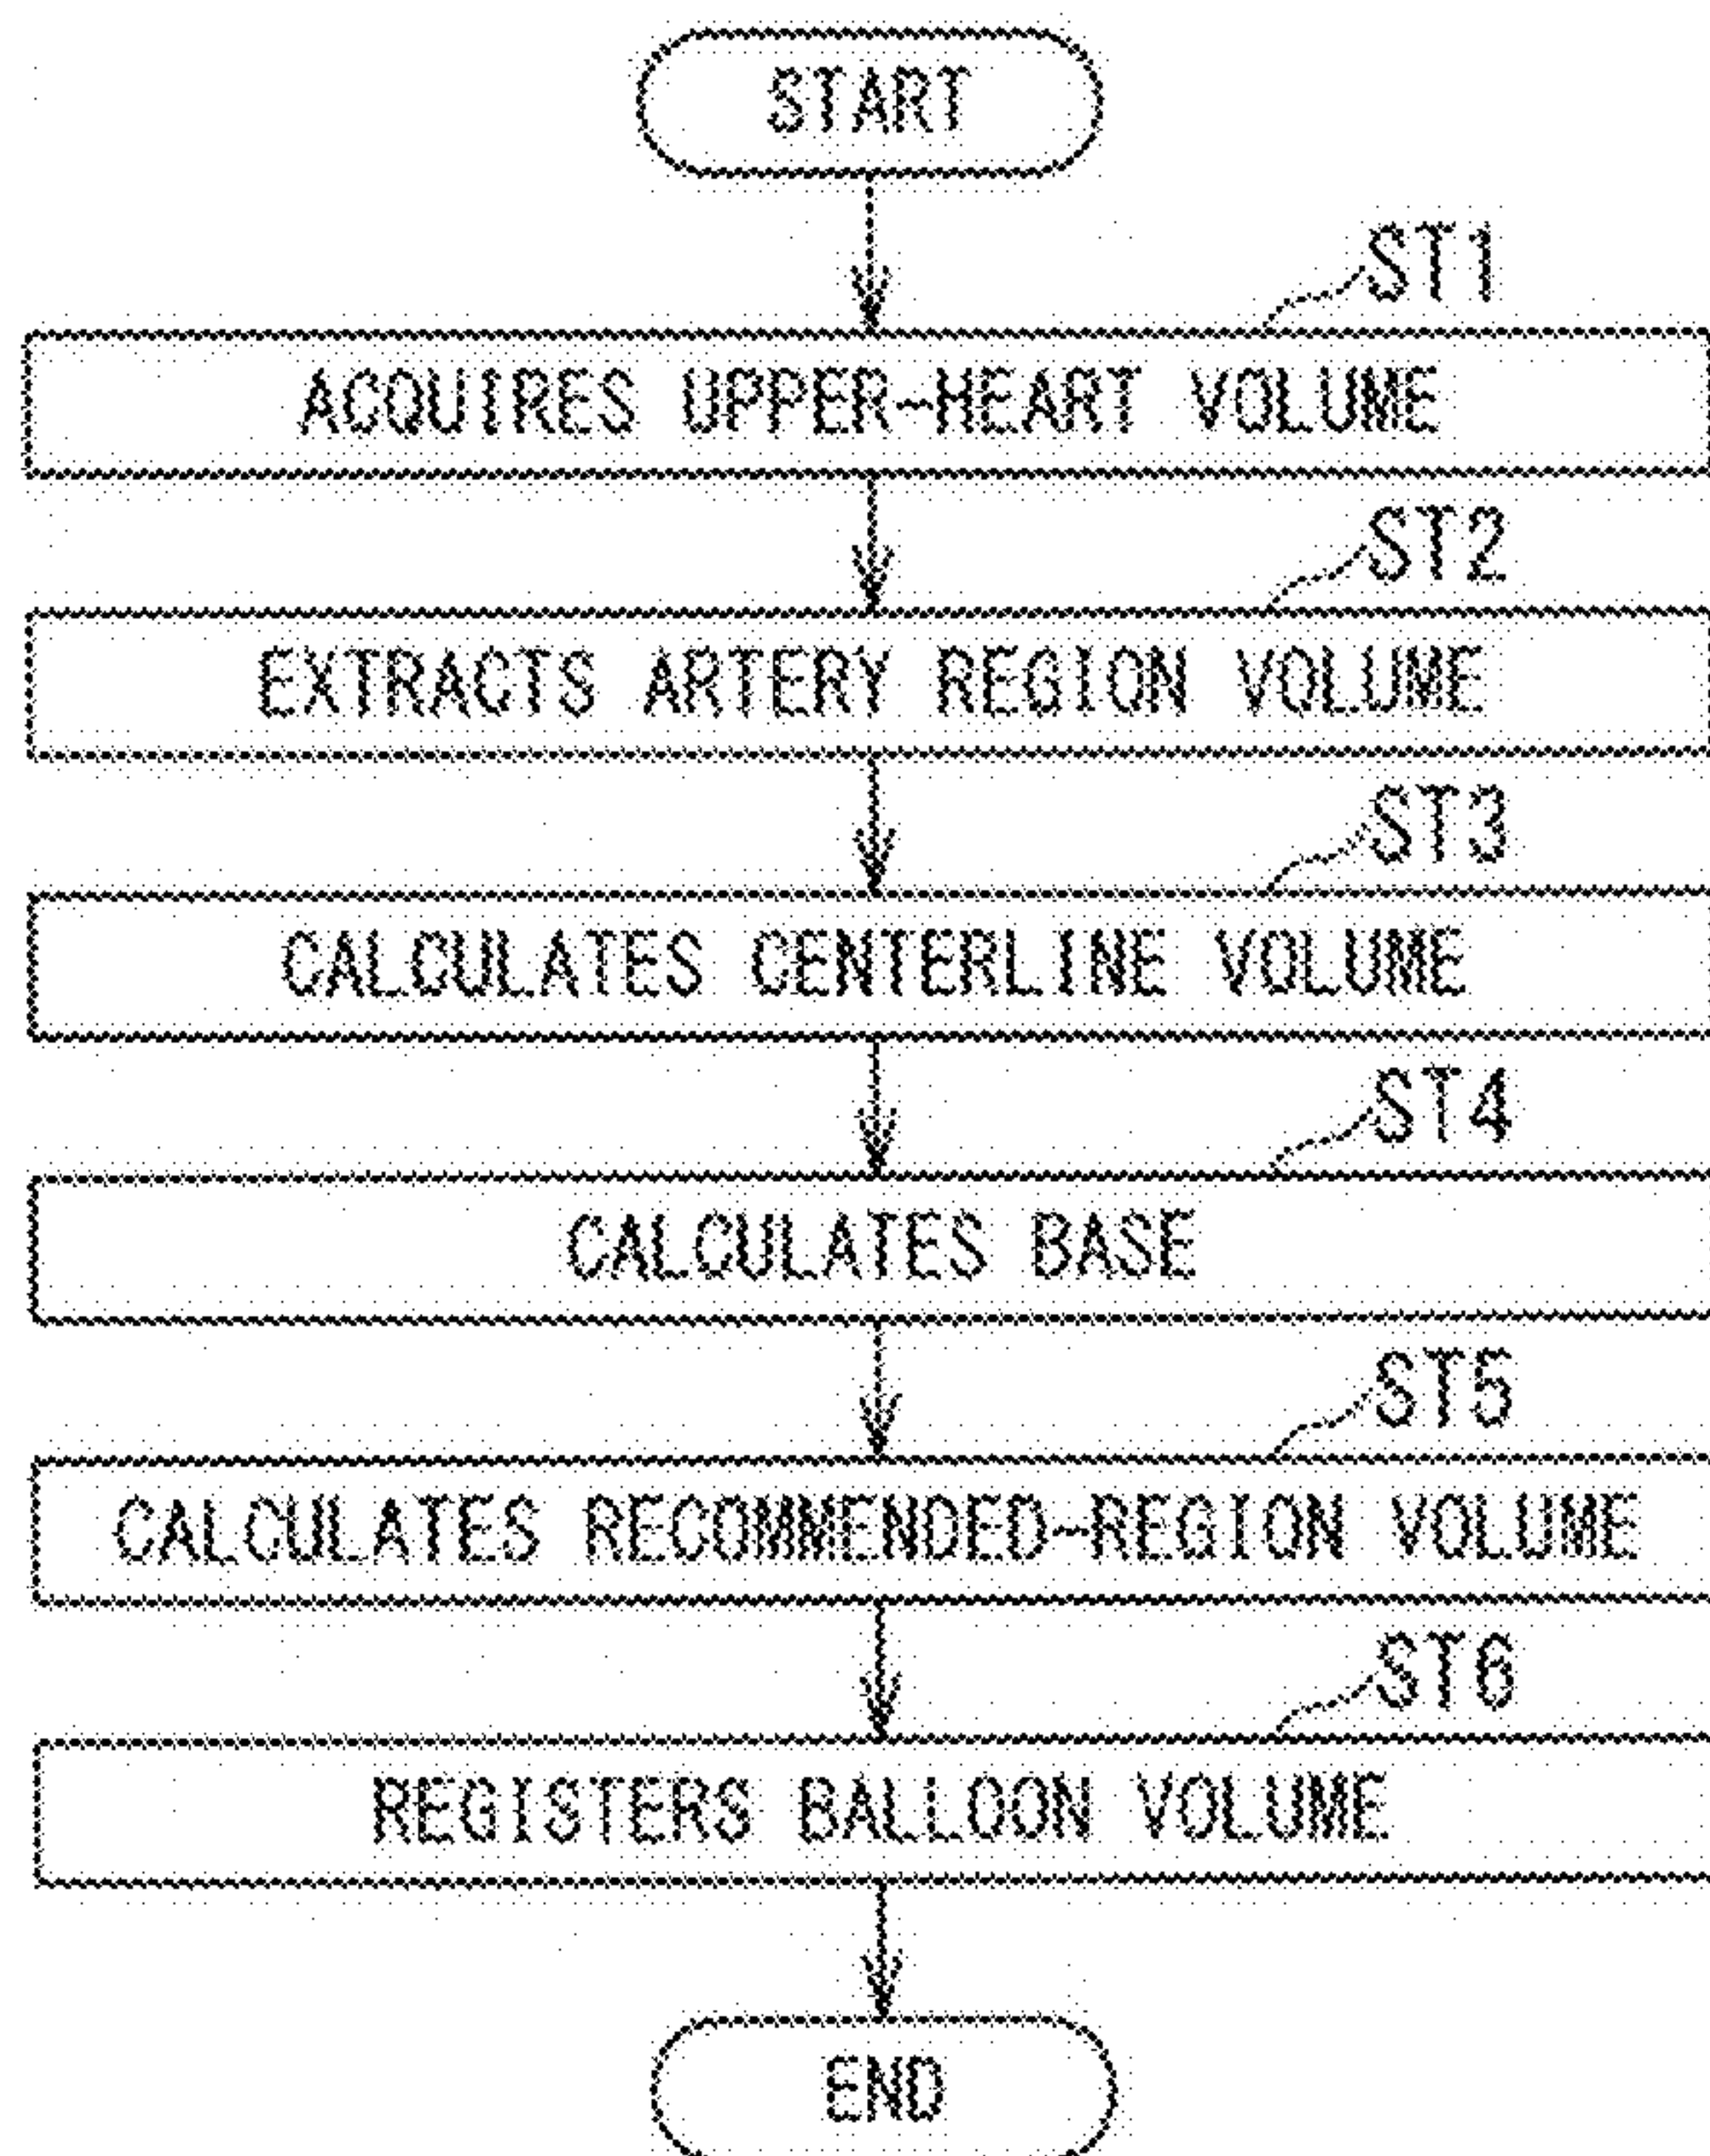 START
ST1
ACQUIRES UPPER-HEART VOLUME
ST2
EXTRACTS ARTERY REGION VOLUME
ST3
CALCULATES CENTERLINE VOLUME
ST4
CALCULATES BASE
ST5
CALCULATES RECOMMENDED-REGION VOLUME
ST6
REGISTERS BALLOON VOLUME
END